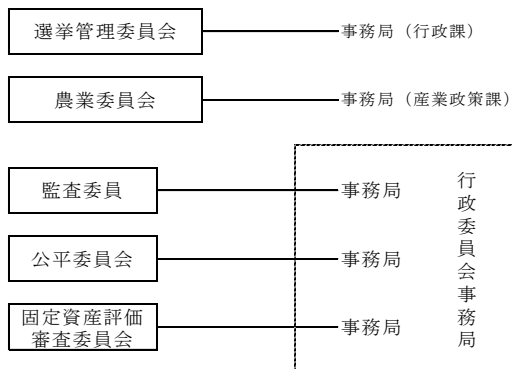 選挙管理委員会
事務局（行政課）
農業委員会
事務局（産業政策課）
監査委員
事務局
公平委員会
事務局
固定資産評価
審査委員会
事務局
行政委員会事務局